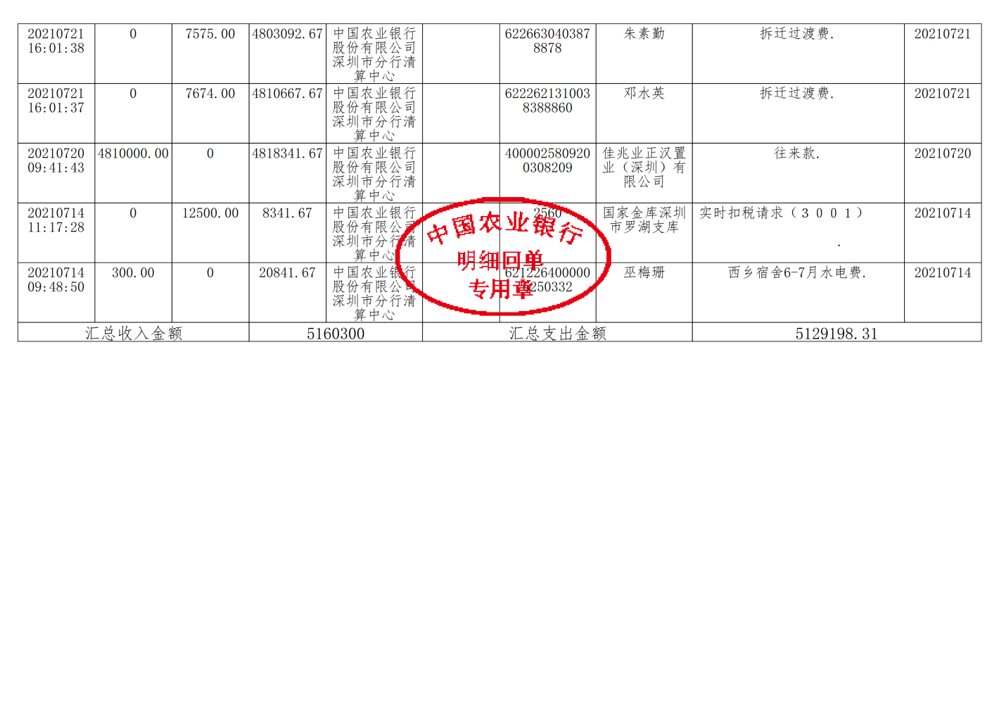 20210721 0 7575.00 4803092.67 中国农业银行 622663040387 朱素勤 拆迁过渡费. 20210721
16:01:38 股份有限公司 8878
深圳市分行清
算中心
20210721 0 7674.00 4810667.67 中国农业银行 622262131003 邓水英 拆迁过渡费. 20210721
16:01:37 股份有限公司 8388860
深圳市分行清
算中心
20210720 4810000.00 0 4818341.67 中国农业银行 400002580920 佳兆业正汉置 往来款. 20210720
09:41:43 股份有限公司 0308209 业（深圳）有
深圳市分行清 限公司
算中心
20210714 0 12500.00 8341.67 中国农业银行 2560 国家金库深圳 实时扣税请求（３００１） 20210714
11:17:28 股份有限公司 市罗湖支库
深圳市分行清 .
算中心
20210714 300.00 0 20841.67 中国农业银行 621226400000 巫梅珊 西乡宿舍6-7月水电费. 20210714
09:48:50 股份有限公司 6250332
深圳市分行清
算中心
汇总收入金额 5160300 汇总支出金额 5129198.31
中国农业银行
明细回单
专用章